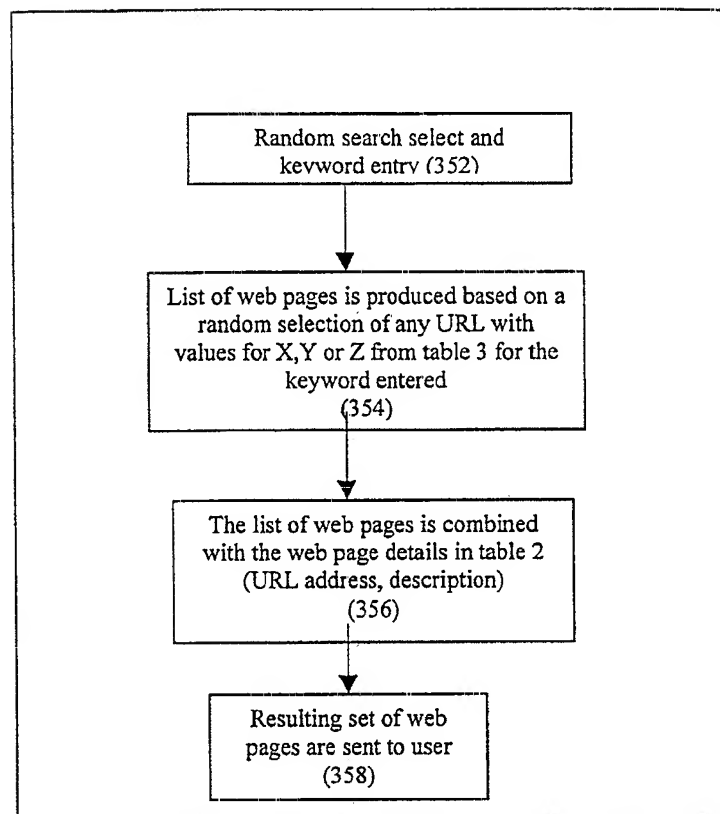 Random search select and
keyword entry (352)
List of web pages is produced based on a
random selection of any URL with
values for X,Y or Z from table 3 for the
keyword entered
(354)
The list of web pages is combined
with the web page details in table 2
(URL address, description)
(356)
Resulting set of web
pages are sent to user
(358)